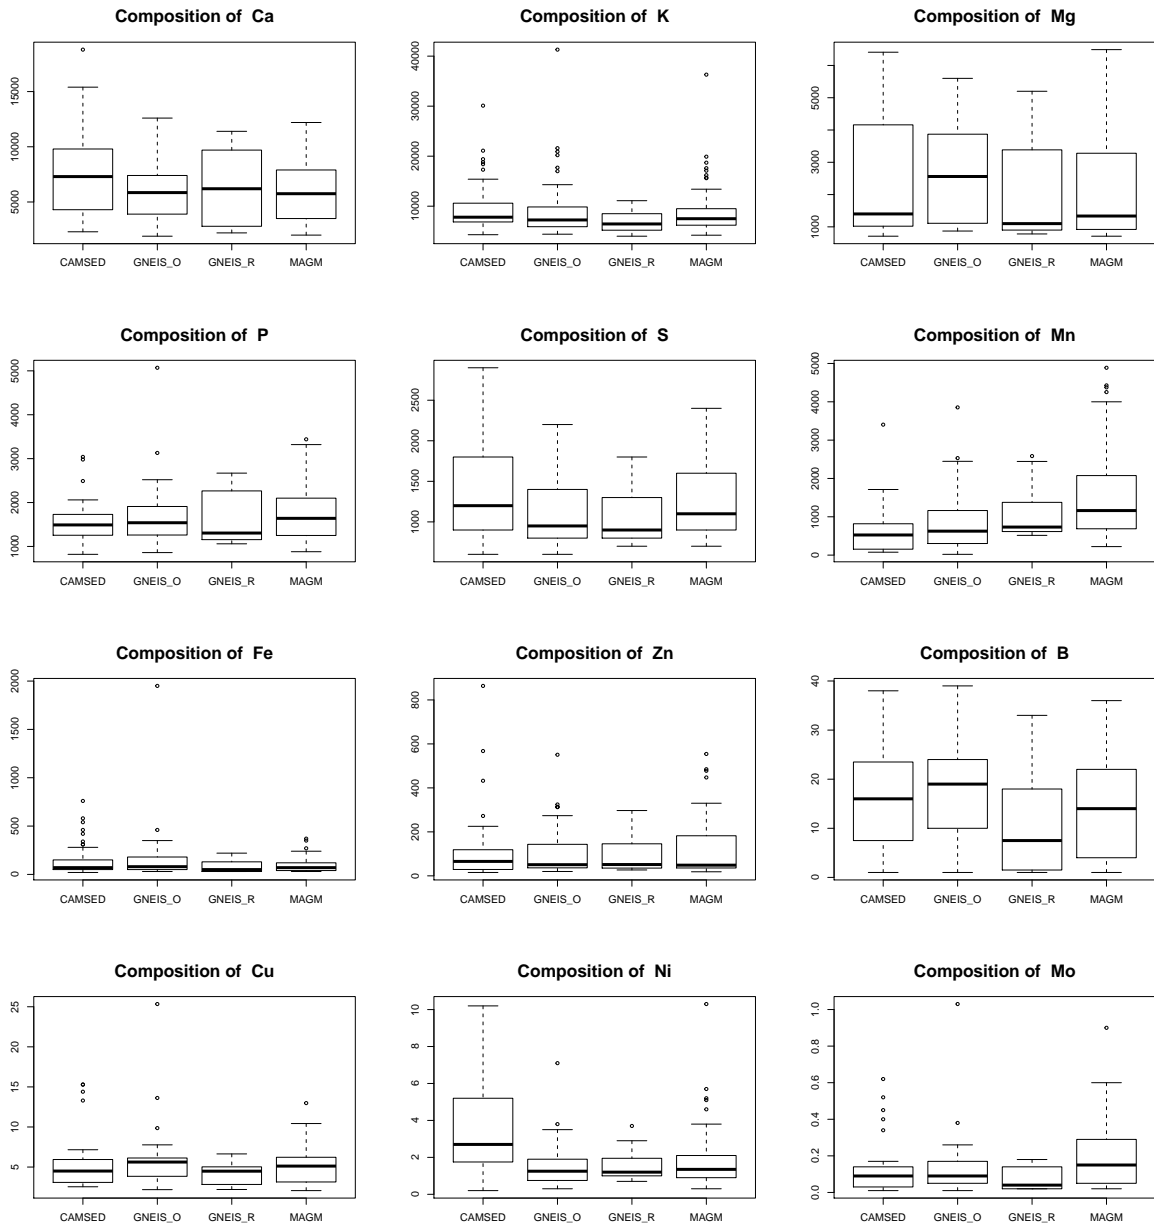 Composition of Ca
Composition of K
Composition of Mg
5000 10000 15000
CAMSED GNEIS_O GNEIS_R MAGM
10000 20000 30000 40000
CAMSED GNEIS_O GNEIS_R MAGM
1000 3000 5000
CAMSED GNEIS_O GNEIS_R MAGM
Composition of P
Composition of S
Composition of Mn
1000 2000 3000 4000 5000
CAMSED GNEIS_O GNEIS_R MAGM
1000 1500 2000 2500
CAMSED GNEIS_O GNEIS_R MAGM
0 1000 2000 3000 4000 5000
CAMSED GNEIS_O GNEIS_R MAGM
Composition of Fe
Composition of Zn
Composition of B
0 500 1000 1500 2000
CAMSED GNEIS_O GNEIS_R MAGM
0 200 400 600 800
CAMSED GNEIS_O GNEIS_R MAGM
0 10 20 30 40
CAMSED GNEIS_O GNEIS_R MAGM
Composition of Cu
Composition of Ni
Composition of Mo
5 10 15 20 25
CAMSED GNEIS_O GNEIS_R MAGM
0 2 4 6 8 10
CAMSED GNEIS_O GNEIS_R MAGM
0.0 0.2 0.4 0.6 0.8 1.0
CAMSED GNEIS_O GNEIS_R MAGM